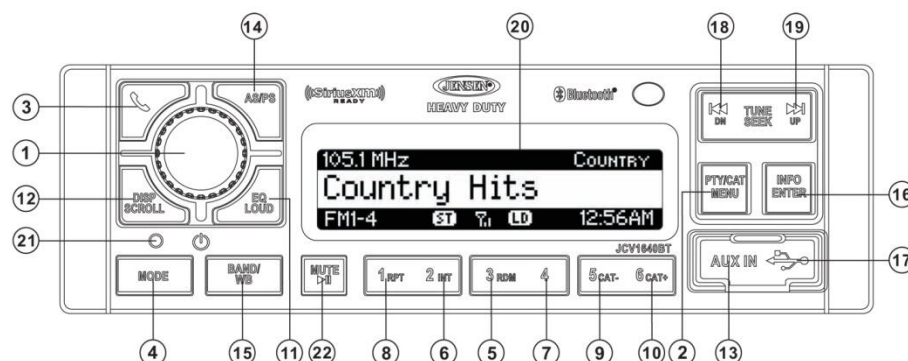 14 20 18 19
((SiriusXM))
READY
JENSEN
HEAVY DUTY
Bluetooth
3
AS/PS
DN
TUNE
SEEK
UP
1
105.1 MHz COUNTRY
Country Hits
FM1-4 ST LD 12:56AM
12
DISP
SCROLL
EQ
LOUD
PTY/CAT
MENU
INFO
ENTER
16
21
JCV1640BT
MODE
BAND/
WB
MUTE
1 RPT 2 INT
3 RDM 4
5 CAT- 6 CAT+
AUX IN
17
4 15 11 22 8 6 5 7 9 10 2 13